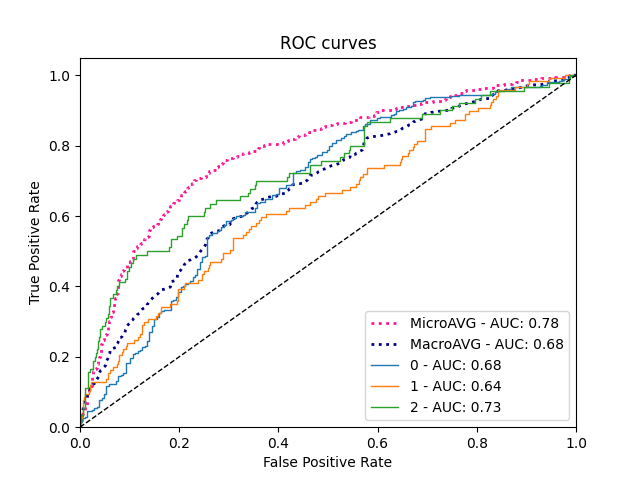 ROC curves
True Positive Rate
1.0
0.8
0.6
0.4
0.2
0.0
MicroAVG - AUC: 0.78
MacroAVG - AUC: 0.68
0 - AUC: 0.68
1 - AUC: 0.64
2 - AUC: 0.73
0.0 0.2 0.4 0.6 0.8 1.0
False Positive Rate